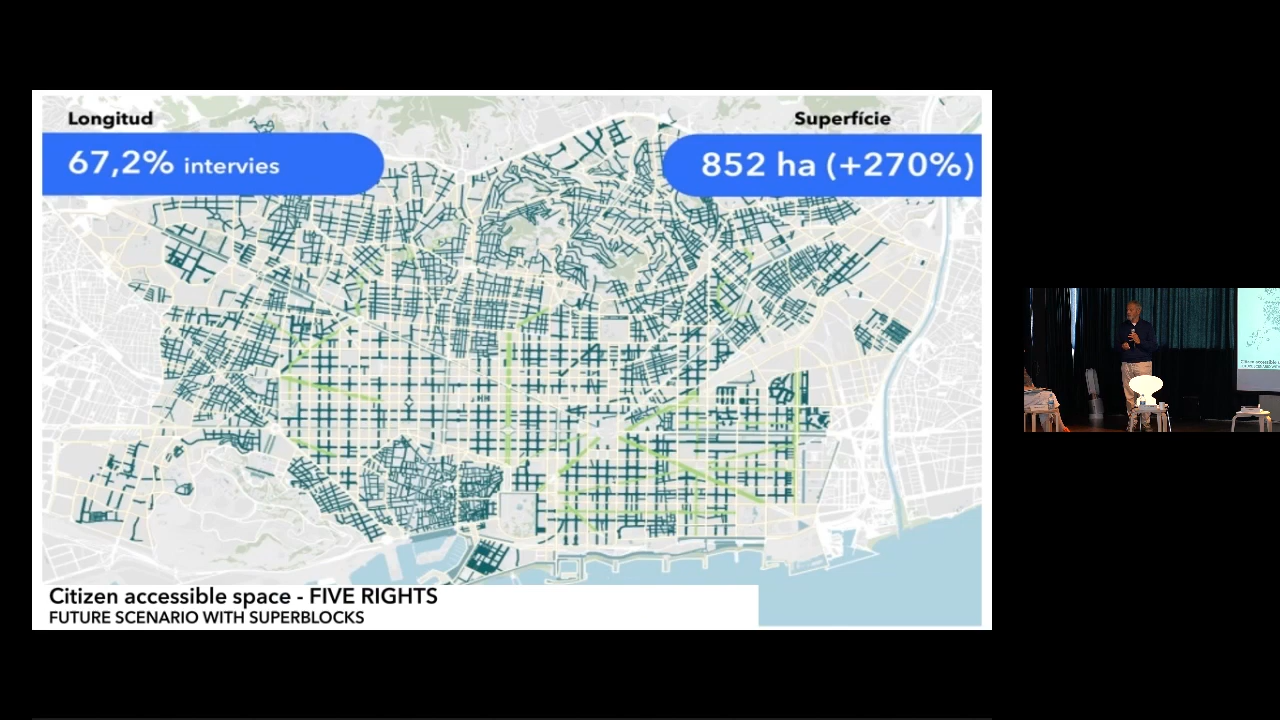 Longitud
67,2% intervies
Superfície
852 ha (+270%)
Citizen accessible space - FIVE RIGHTS
FUTURE SCENARIO WITH SUPERBLOCKS